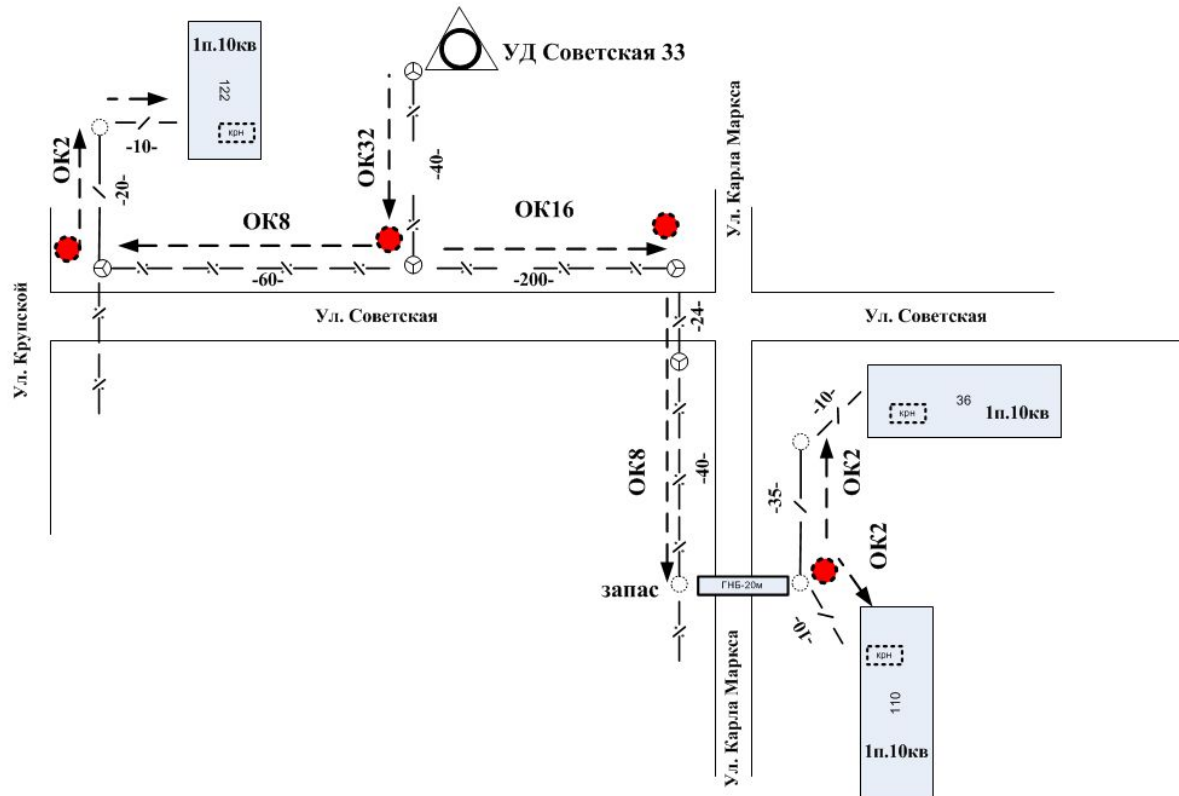 1п.10кв
122
крн
УД Советская 33
ОК2
-10-
-20-
ОК32
-40-
ОК8
ОК16
-60-
-200-
Ул. Карла Маркса
Ул. Крупской
Ул. Советская
-24-
Ул. Советская
ОК8
-40-
-10-
крн
36
1п.10кв
ОК2
-35-
ОК2
запас
ГНБ-20м
-10-
крн
110
1п.10кв
Ул. Карла Маркса